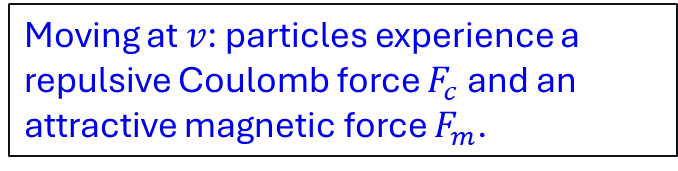 Moving at 𝑣: particles experience a
repulsive Coulomb force 𝐹𝑐 and an
attractive magnetic force 𝐹𝑚.